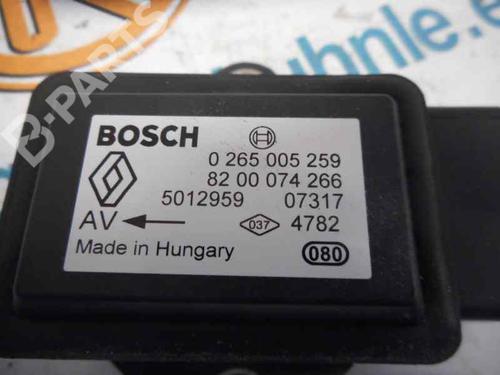 B-PARTS
uhnle.e
BOSCH
0 265 005 259
82 00 074 266
5012959 07317
AV 037 4782
Made in Hungary 080